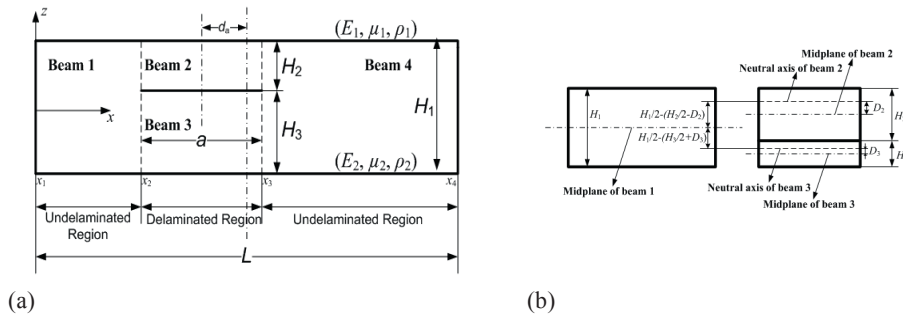 z
dₐ
(E₁, μ₁, ρ₁)
Beam 1
Beam 2
Beam 4
H₂
H₁
x
Beam 3
a
H₃
(E₂, μ₂, ρ₂)
x₁
x₂
x₃
x₄
Undelaminated Region
Delaminated Region
Undelaminated Region
L
(a)
Midplane of beam 2
Neutral axis of beam 2
H₁
H₁/2-(H₂/2-D₂)
D₂
H
H₁/2-(H₃/2+D₃)
D₃
H
Midplane of beam 1
Neutral axis of beam 3
Midplane of beam 3
(b)